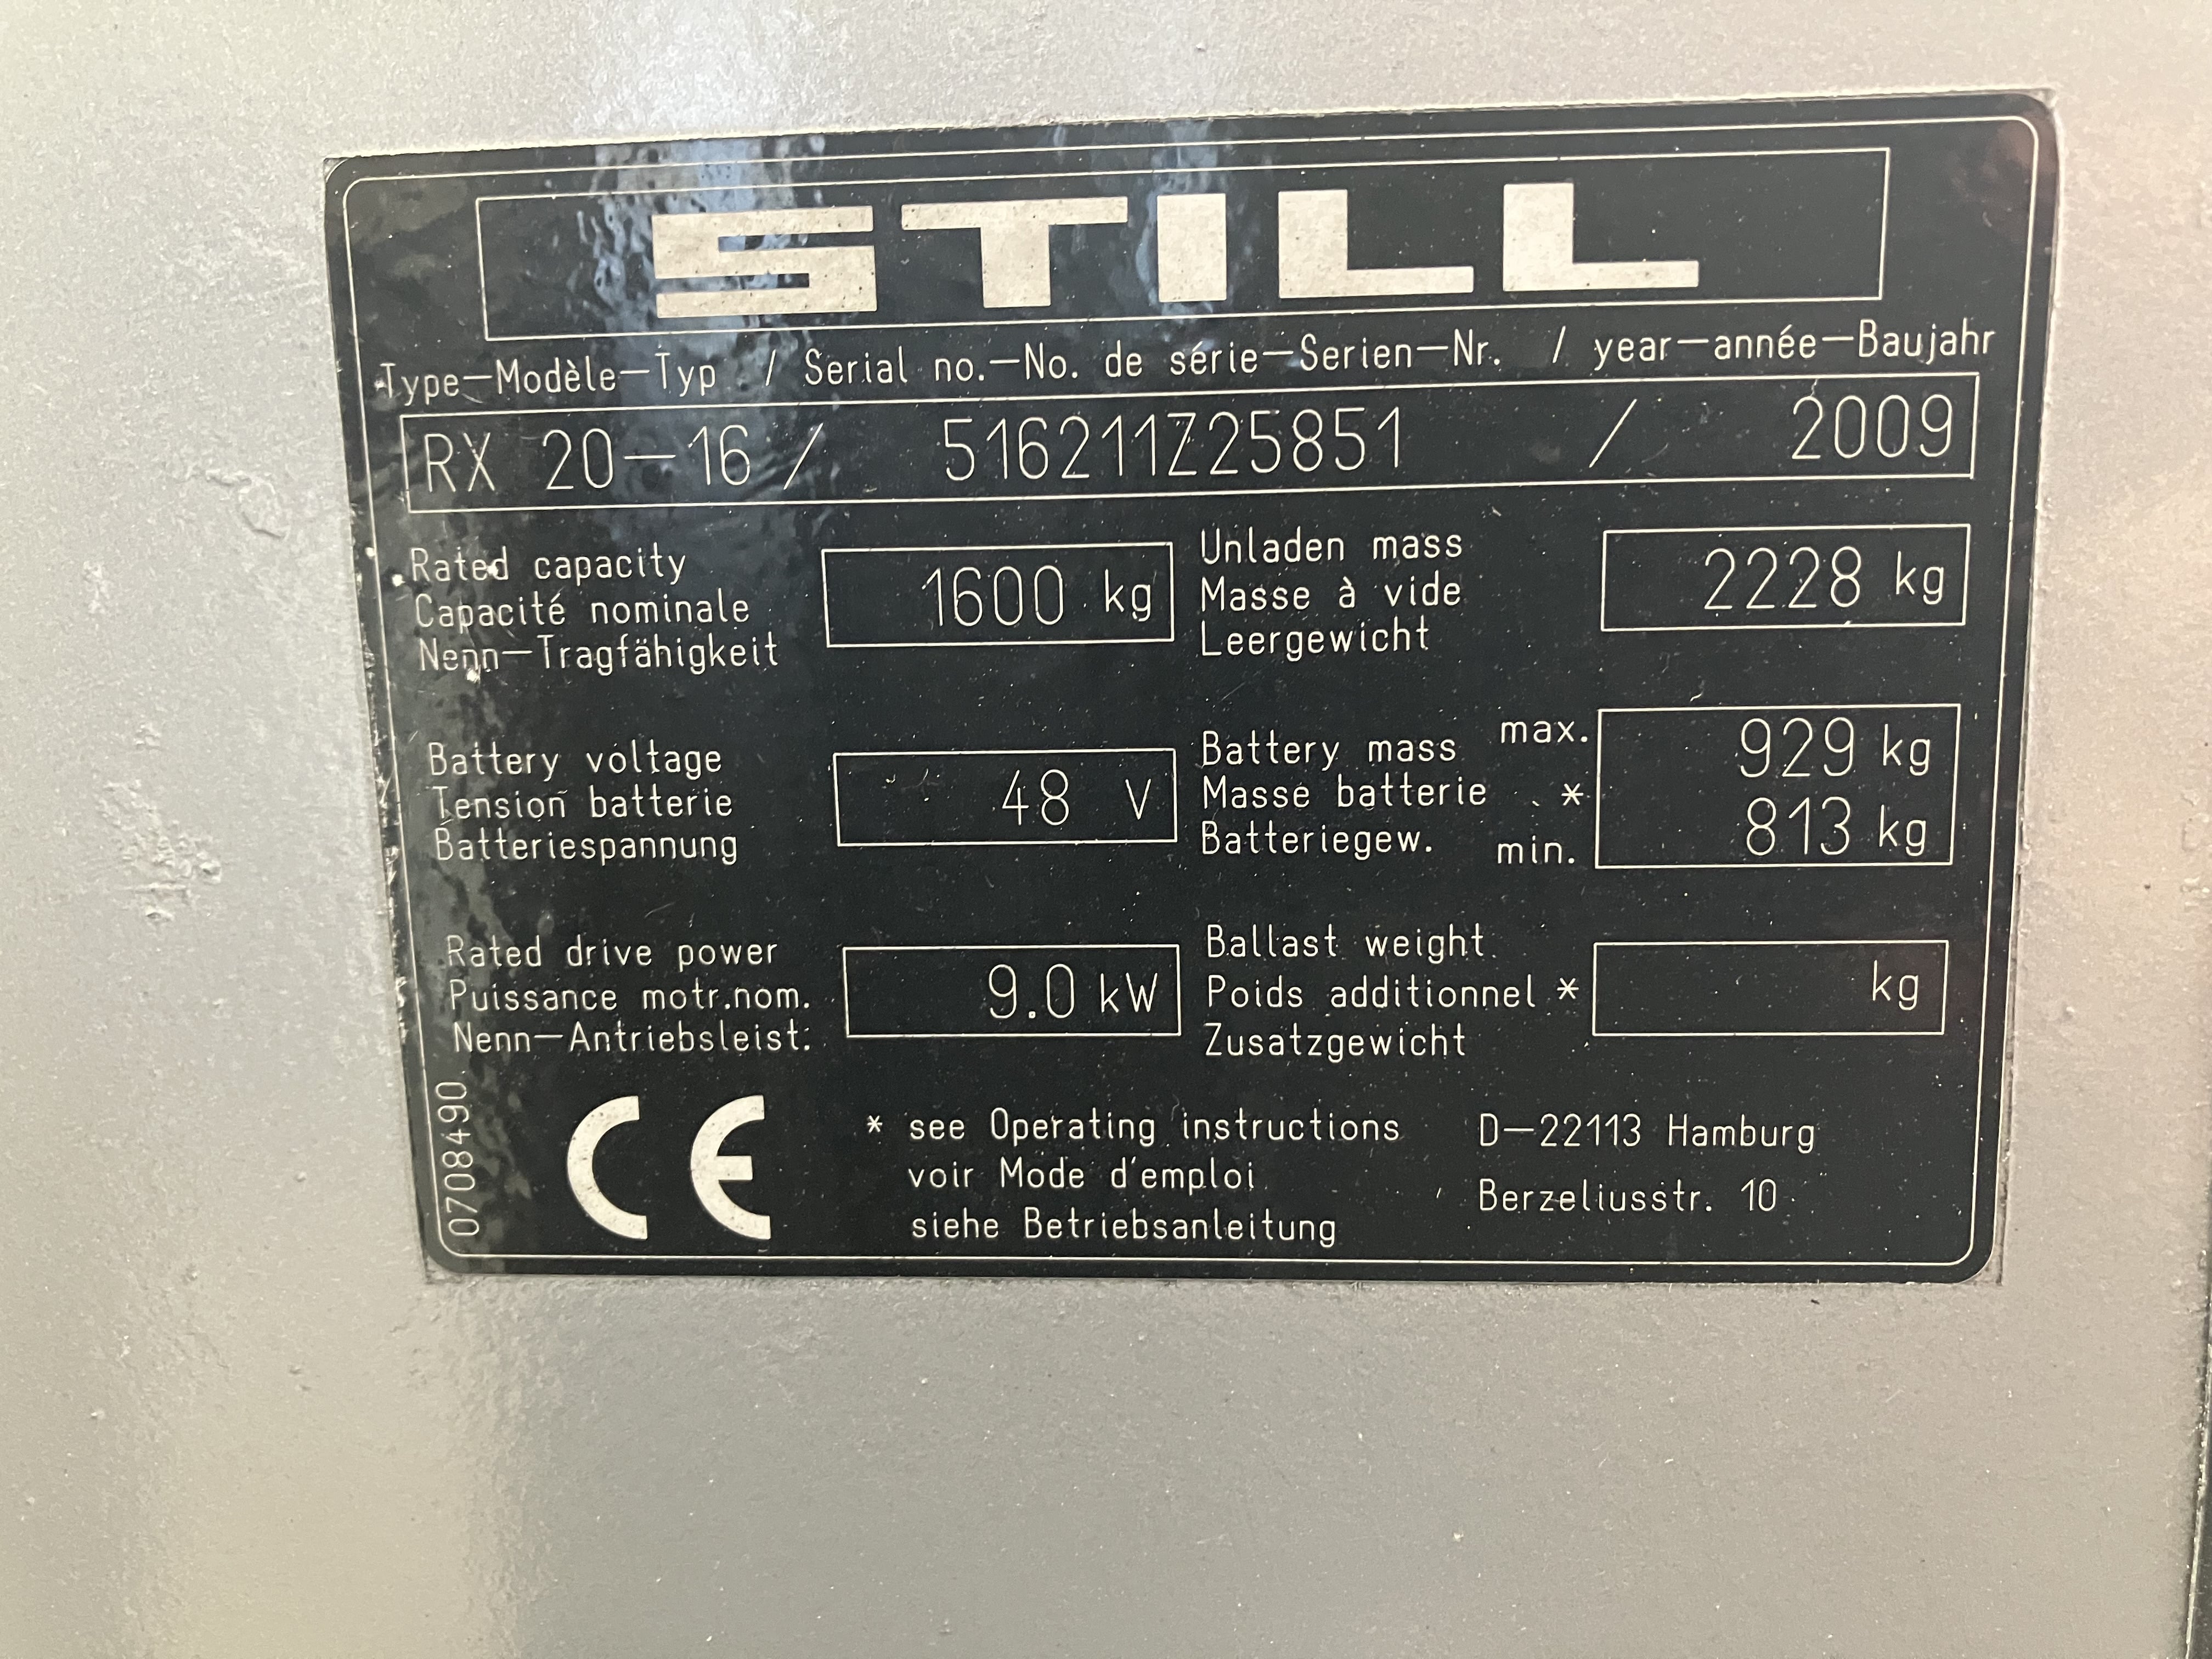 STILL
Type-Modèle-Typ / Serial no.-No. de série-Serien-Nr. / year-année-Baujahr
RX 20-16 / 516211Z25851 / 2009
Rated capacity
Capacité nominale
Nenn-Tragfähigkeit
1600 kg
Unladen mass
Masse à vide
Leergewicht
2228 kg
Battery voltage
Tension batterie
Batteriespannung
48 V
Battery mass max.
Masse batterie *
Batteriegew. min.
929 kg
813 kg
Rated drive power
Puissance motr.nom.
Nenn-Antriebsleist.
9.0 kW
Ballast weight
Poids additionnel *
Zusatzgewicht
kg
0708490
CE
* see Operating instructions
voir Mode d'emploi
siehe Betriebsanleitung
D-22113 Hamburg
Berzeliusstr. 10